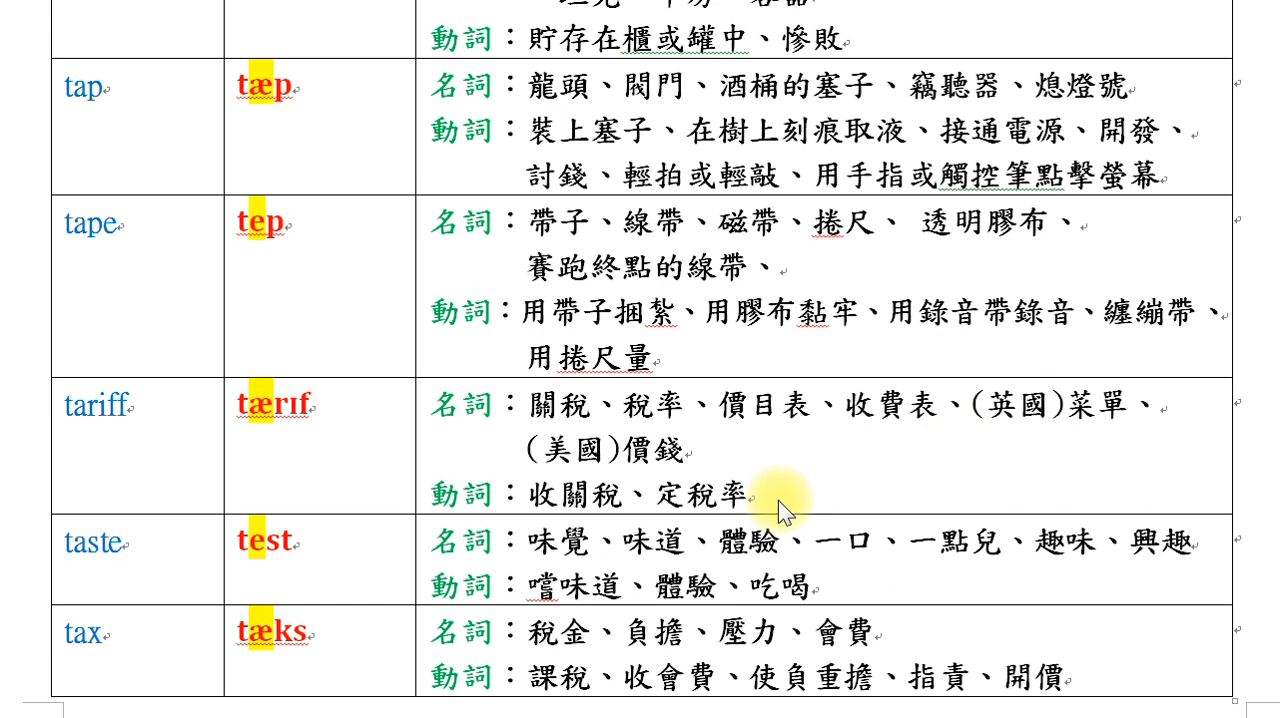 動詞：貯存在櫃或罐中、慘敗
tap
tæp
名詞：龍頭、閥門、酒桶的塞子、竊聽器、熄燈號
動詞：裝上塞子、在樹上刻痕取液、接通電源、開發、
討錢、輕拍或輕敲、用手指或觸控筆點擊螢幕
tape
tep
名詞：帶子、線帶、磁帶、捲尺、 透明膠布、
賽跑終點的線帶、
動詞：用帶子捆紮、用膠布黏牢、用錄音帶錄音、纏繃帶、
用捲尺量
tariff
tærɪf
名詞：關稅、稅率、價目表、收費表、(英國)菜單、
(美國)價錢
動詞：收關稅、定稅率
taste
test
名詞：味覺、味道、體驗、一口、一點兒、趣味、興趣
動詞：嚐味道、體驗、吃喝
tax
tæks
名詞：稅金、負擔、壓力、會費
動詞：課稅、收會費、使負重擔、指責、開價